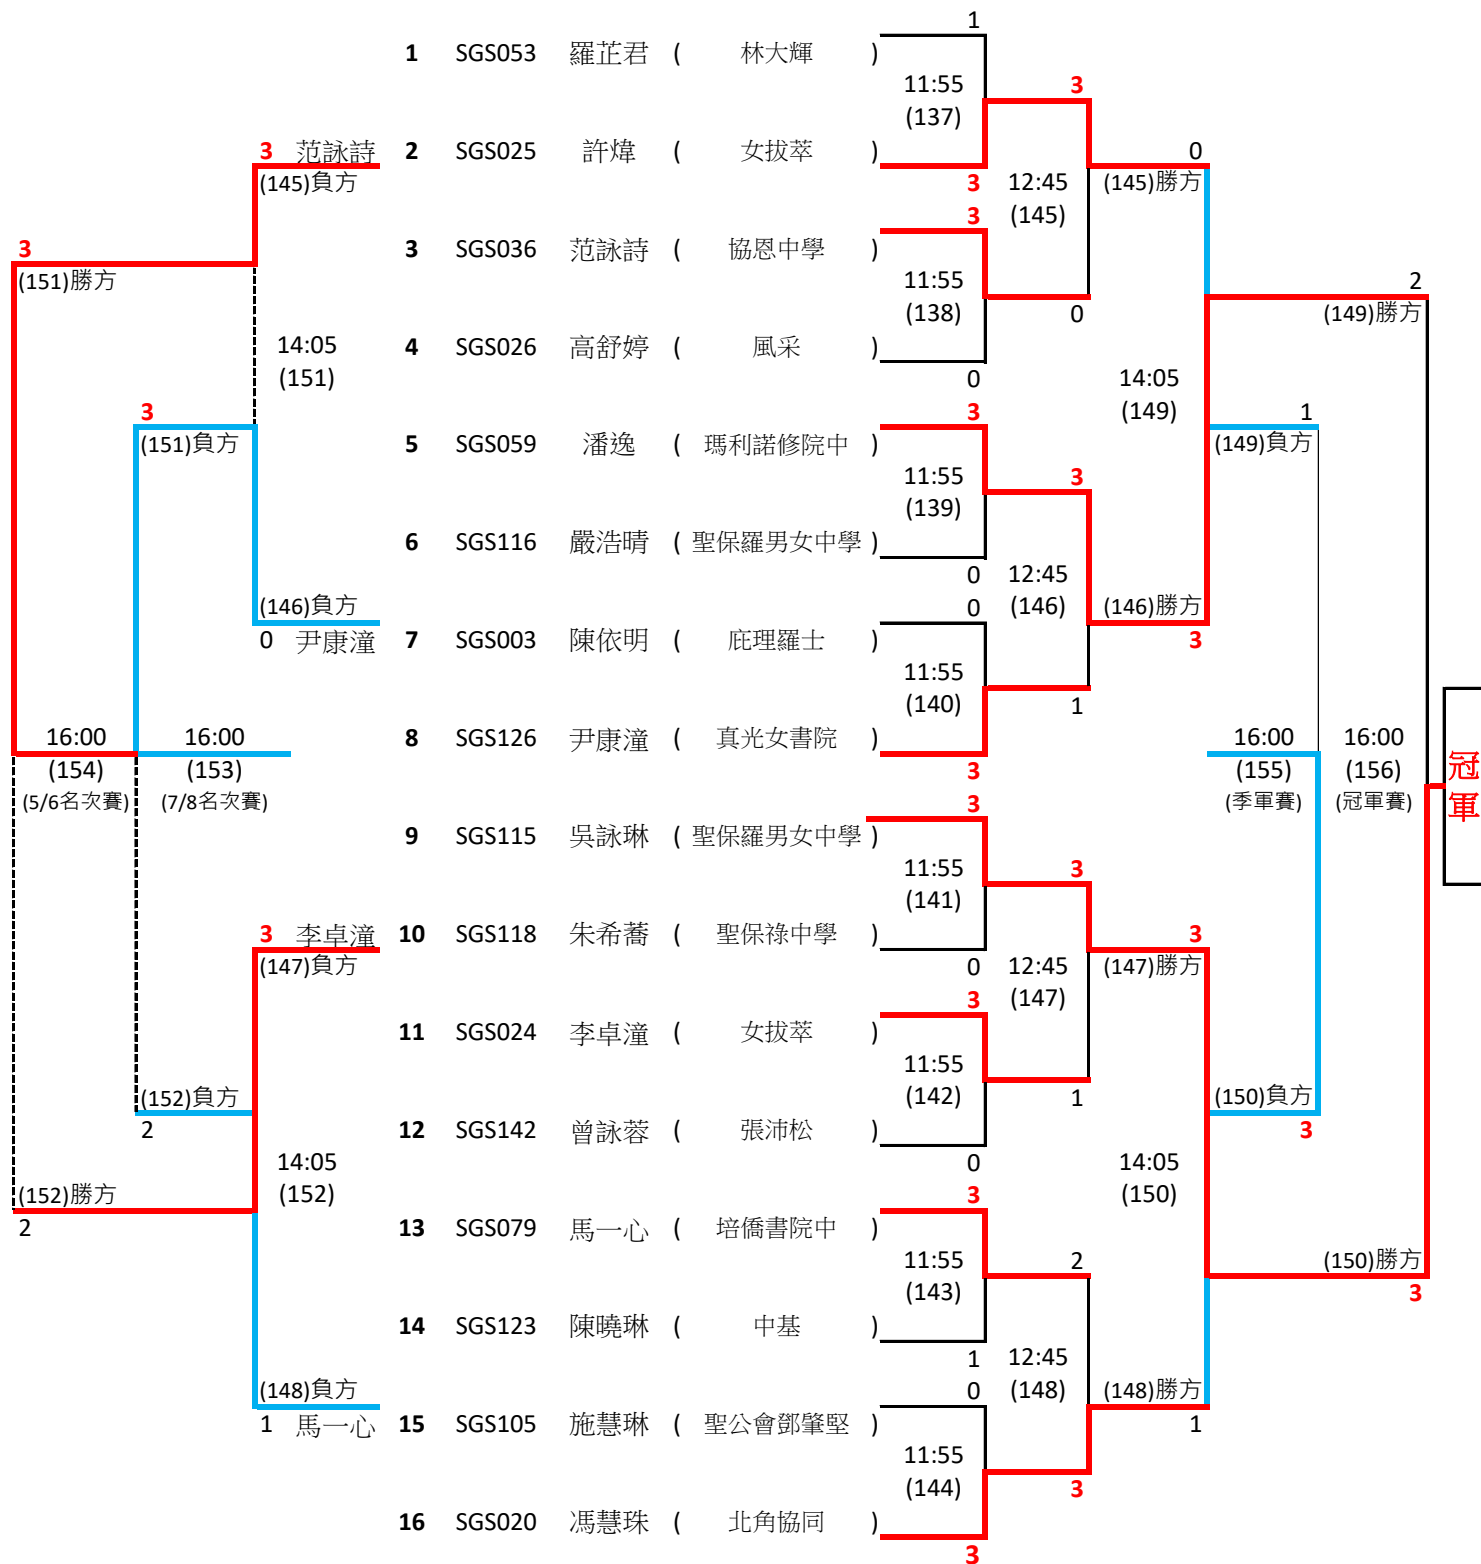 1
1 SGS053 羅芷君 ( 林大輝 )
11:55
(137)
3
3 范詠詩 2 SGS025 許煒 ( 女拔萃 )
0
(145)負方
3
12:45
(145)
(145)勝方
3
3
(151)勝方
3 SGS036 范詠詩 ( 協恩中學 )
11:55
(138)
0
2
(149)勝方
14:05
(151)
4 SGS026 高舒婷 ( 風采 )
0
14:05
(149)
3
(151)負方
3
5 SGS059 潘逸 ( 瑪利諾修院中 )
1
(149)負方
11:55
(139)
3
6 SGS116 嚴浩晴 ( 聖保羅男女中學 )
0
12:45
(146)
(146)負方
0
(146)勝方
0 尹康潼 7 SGS003 陳依明 ( 庇理羅士 )
3
11:55
(140)
1
8 SGS126 尹康潼 ( 真光女書院 )
3
16:00
(154)
(5/6名次賽)
16:00
(153)
(7/8名次賽)
16:00
(155)
(季軍賽)
16:00
(156)
(冠軍賽)
冠
軍
3
9 SGS115 吳詠琳 ( 聖保羅男女中學 )
11:55
(141)
3
3 李卓潼 10 SGS118 朱希蕎 ( 聖保祿中學 )
3
(147)負方
0
12:45
(147)
(147)勝方
3
11 SGS024 李卓潼 ( 女拔萃 )
11:55
(142)
1
(152)負方
2
(150)負方
3
12 SGS142 曾詠蓉 ( 張沛松 )
0
14:05
(152)
14:05
(150)
(152)勝方
2
3
13 SGS079 馬一心 ( 培僑書院中 )
11:55
(143)
2
(150)勝方
3
14 SGS123 陳曉琳 ( 中基 )
1
12:45
(148)
(148)負方
0
(148)勝方
1 馬一心 15 SGS105 施慧琳 ( 聖公會鄧肇堅 )
1
11:55
(144)
3
16 SGS020 馮慧珠 ( 北角協同 )
3